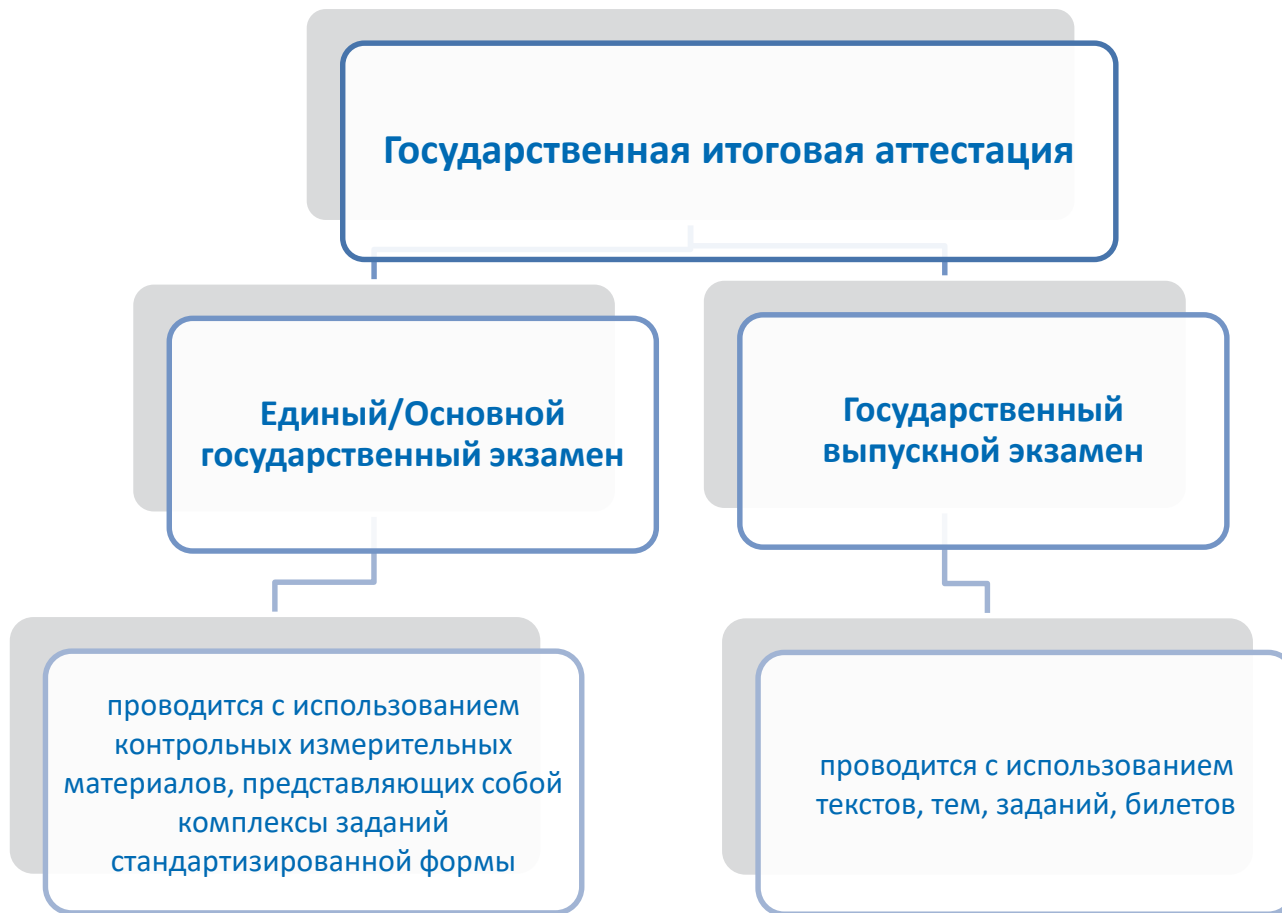 Государственная итоговая аттестация
Единый/Основной
государственный экзамен
Государственный
выпускной экзамен
проводится с использованием
контрольных измерительных
материалов, представляющих собой
комплексы заданий
стандартизированной формы
проводится с использованием
текстов, тем, заданий, билетов